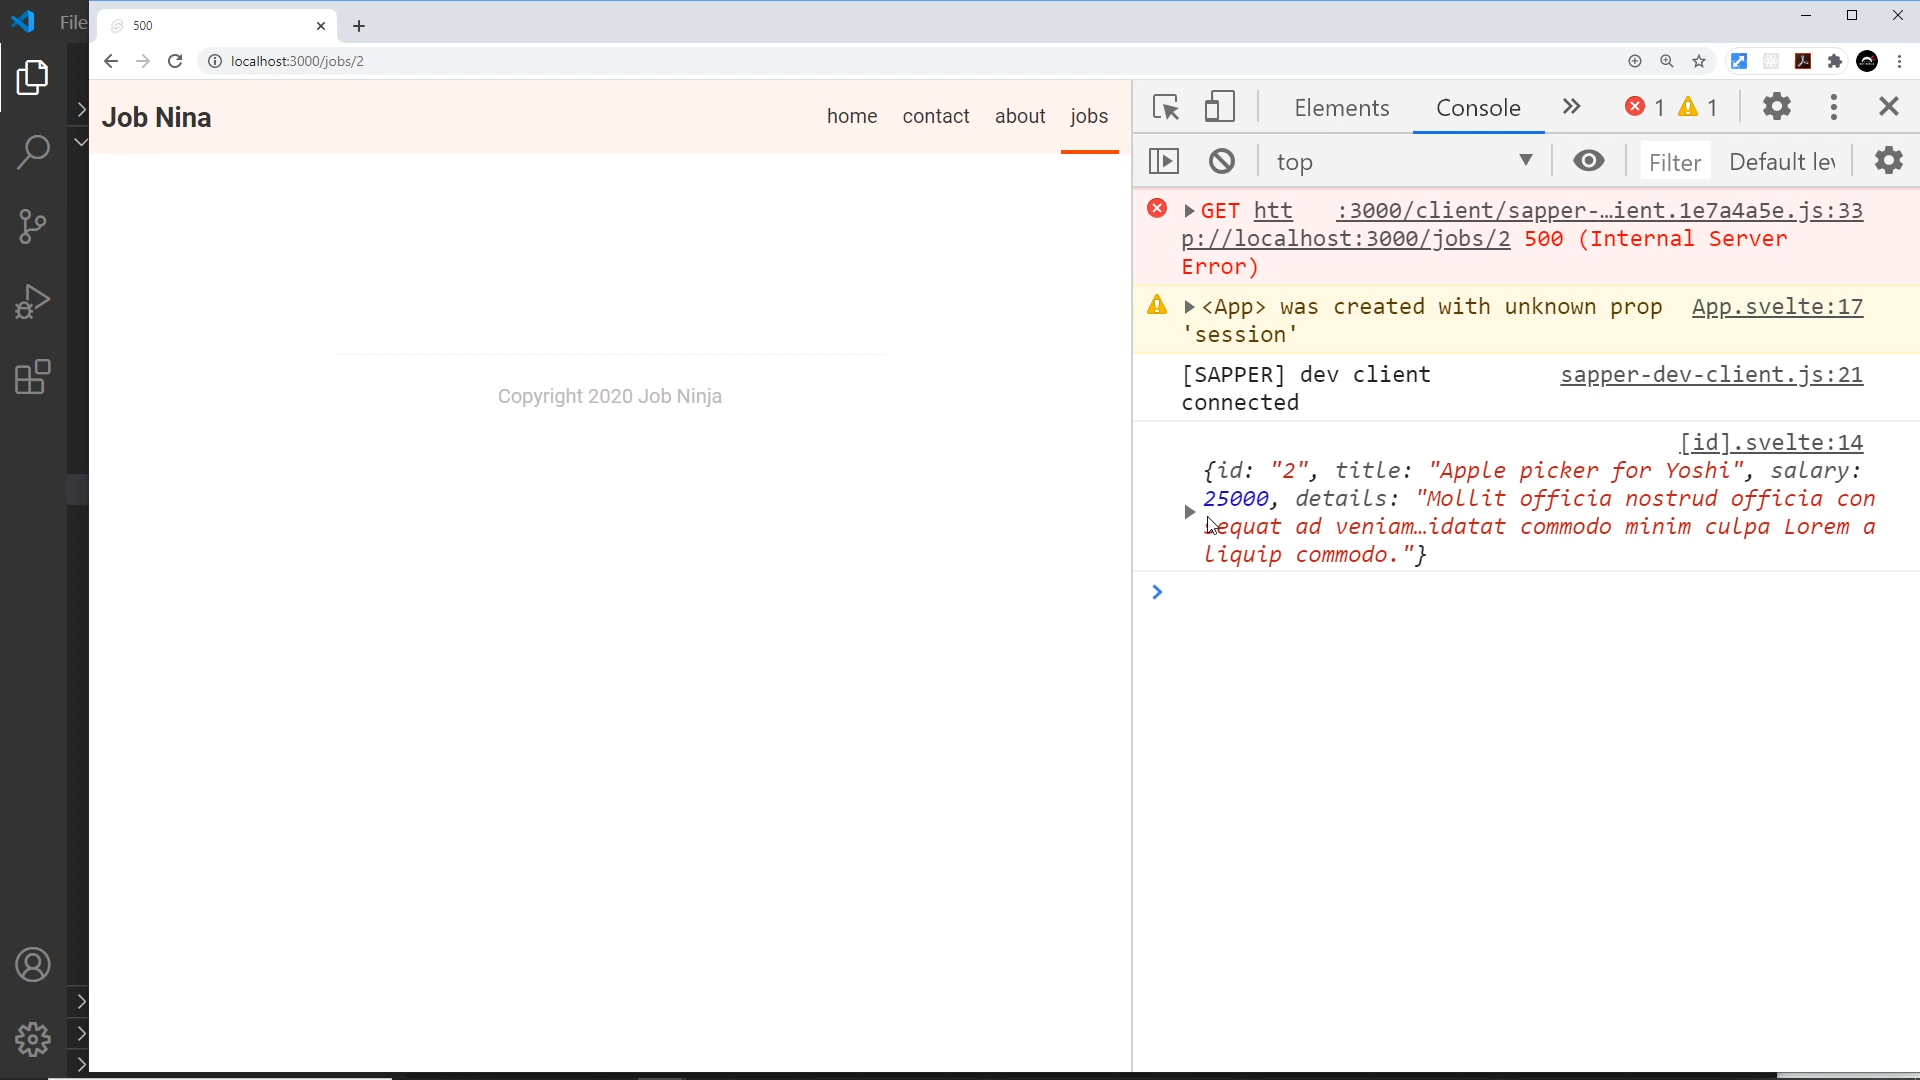 File
500
localhost:3000/jobs/2
Job Nina
home contact about jobs
Copyright 2020 Job Ninja
Elements Console 1 1
top Filter Default lev
GET htt :3000/client/sapper-…ient.1e7a4a5e.js:33
p://localhost:3000/jobs/2 500 (Internal Server
Error)
<App> was created with unknown prop App.svelte:17
'session'
[SAPPER] dev client sapper-dev-client.js:21
connected
[id].svelte:14
{id: "2", title: "Apple picker for Yoshi", salary:
25000, details: "Mollit officia nostrud officia con
sequat ad veniam…idatat commodo minim culpa Lorem a
liquip commodo."}